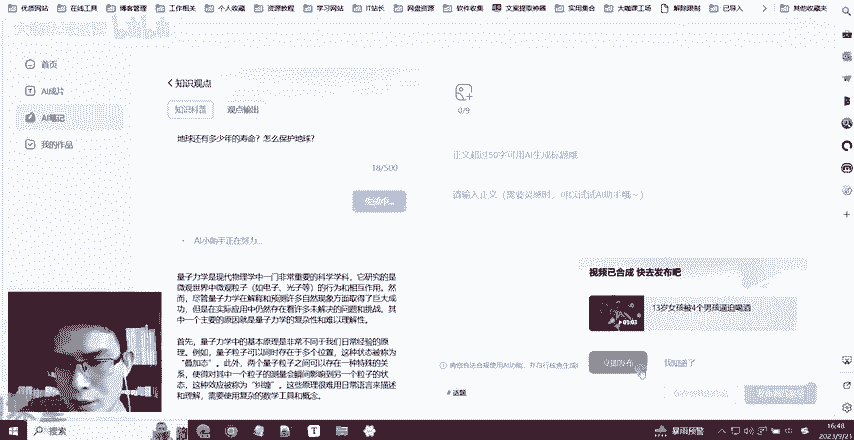 优质网站 在线工具 博客管理 工作相关 个人收藏 资源教程 学习网站 IT站长 网盘资源 软件收集 文案提取神器 实用集合 大咖课工场 解除限制 已导入 其他收藏夹
首页
AI成片
AI笔记
我的作品
知识观点
知识科普 观点输出
地球还有多少年的寿命？怎么保护地球？
18/500
生成中...
AI小助手正在努力...
量子力学是现代物理学中一门非常重要的科学学科，它研究的是
微观世界中微观粒子（如电子、光子等）的行为和相互作用。然
而，尽管量子力学在解释和预测许多自然现象方面取得了巨大成
功，但是在实际应用中仍然存在着许多未解决的问题和挑战。其
中一个主要的原因就是量子力学的复杂性和难以理解性。
首先，量子力学中的基本原理是非常不同于我们日常经验的原
理。例如，量子粒子可以同时存在于多个位置，这种状态被称为
“叠加态”。此外，两个量子粒子之间可以存在一种特殊的关
系，使得对其中一个粒子的测量会瞬间影响到另一个粒子的状
态，这种效应被称为“纠缠”。这些原理很难用日常语言来描述
和理解，需要使用复杂的数学工具和概念。
0/9
正文超过50字可用AI生成标题哦
请输入正文（需要灵感时，可以试试AI助手哦～）
# 话题
视频已合成 快去发布吧
13岁女孩被4个男孩逼迫喝酒
01:03
立即发布 我知道了
搜索
暴雨预警
16:48
2023/9/21